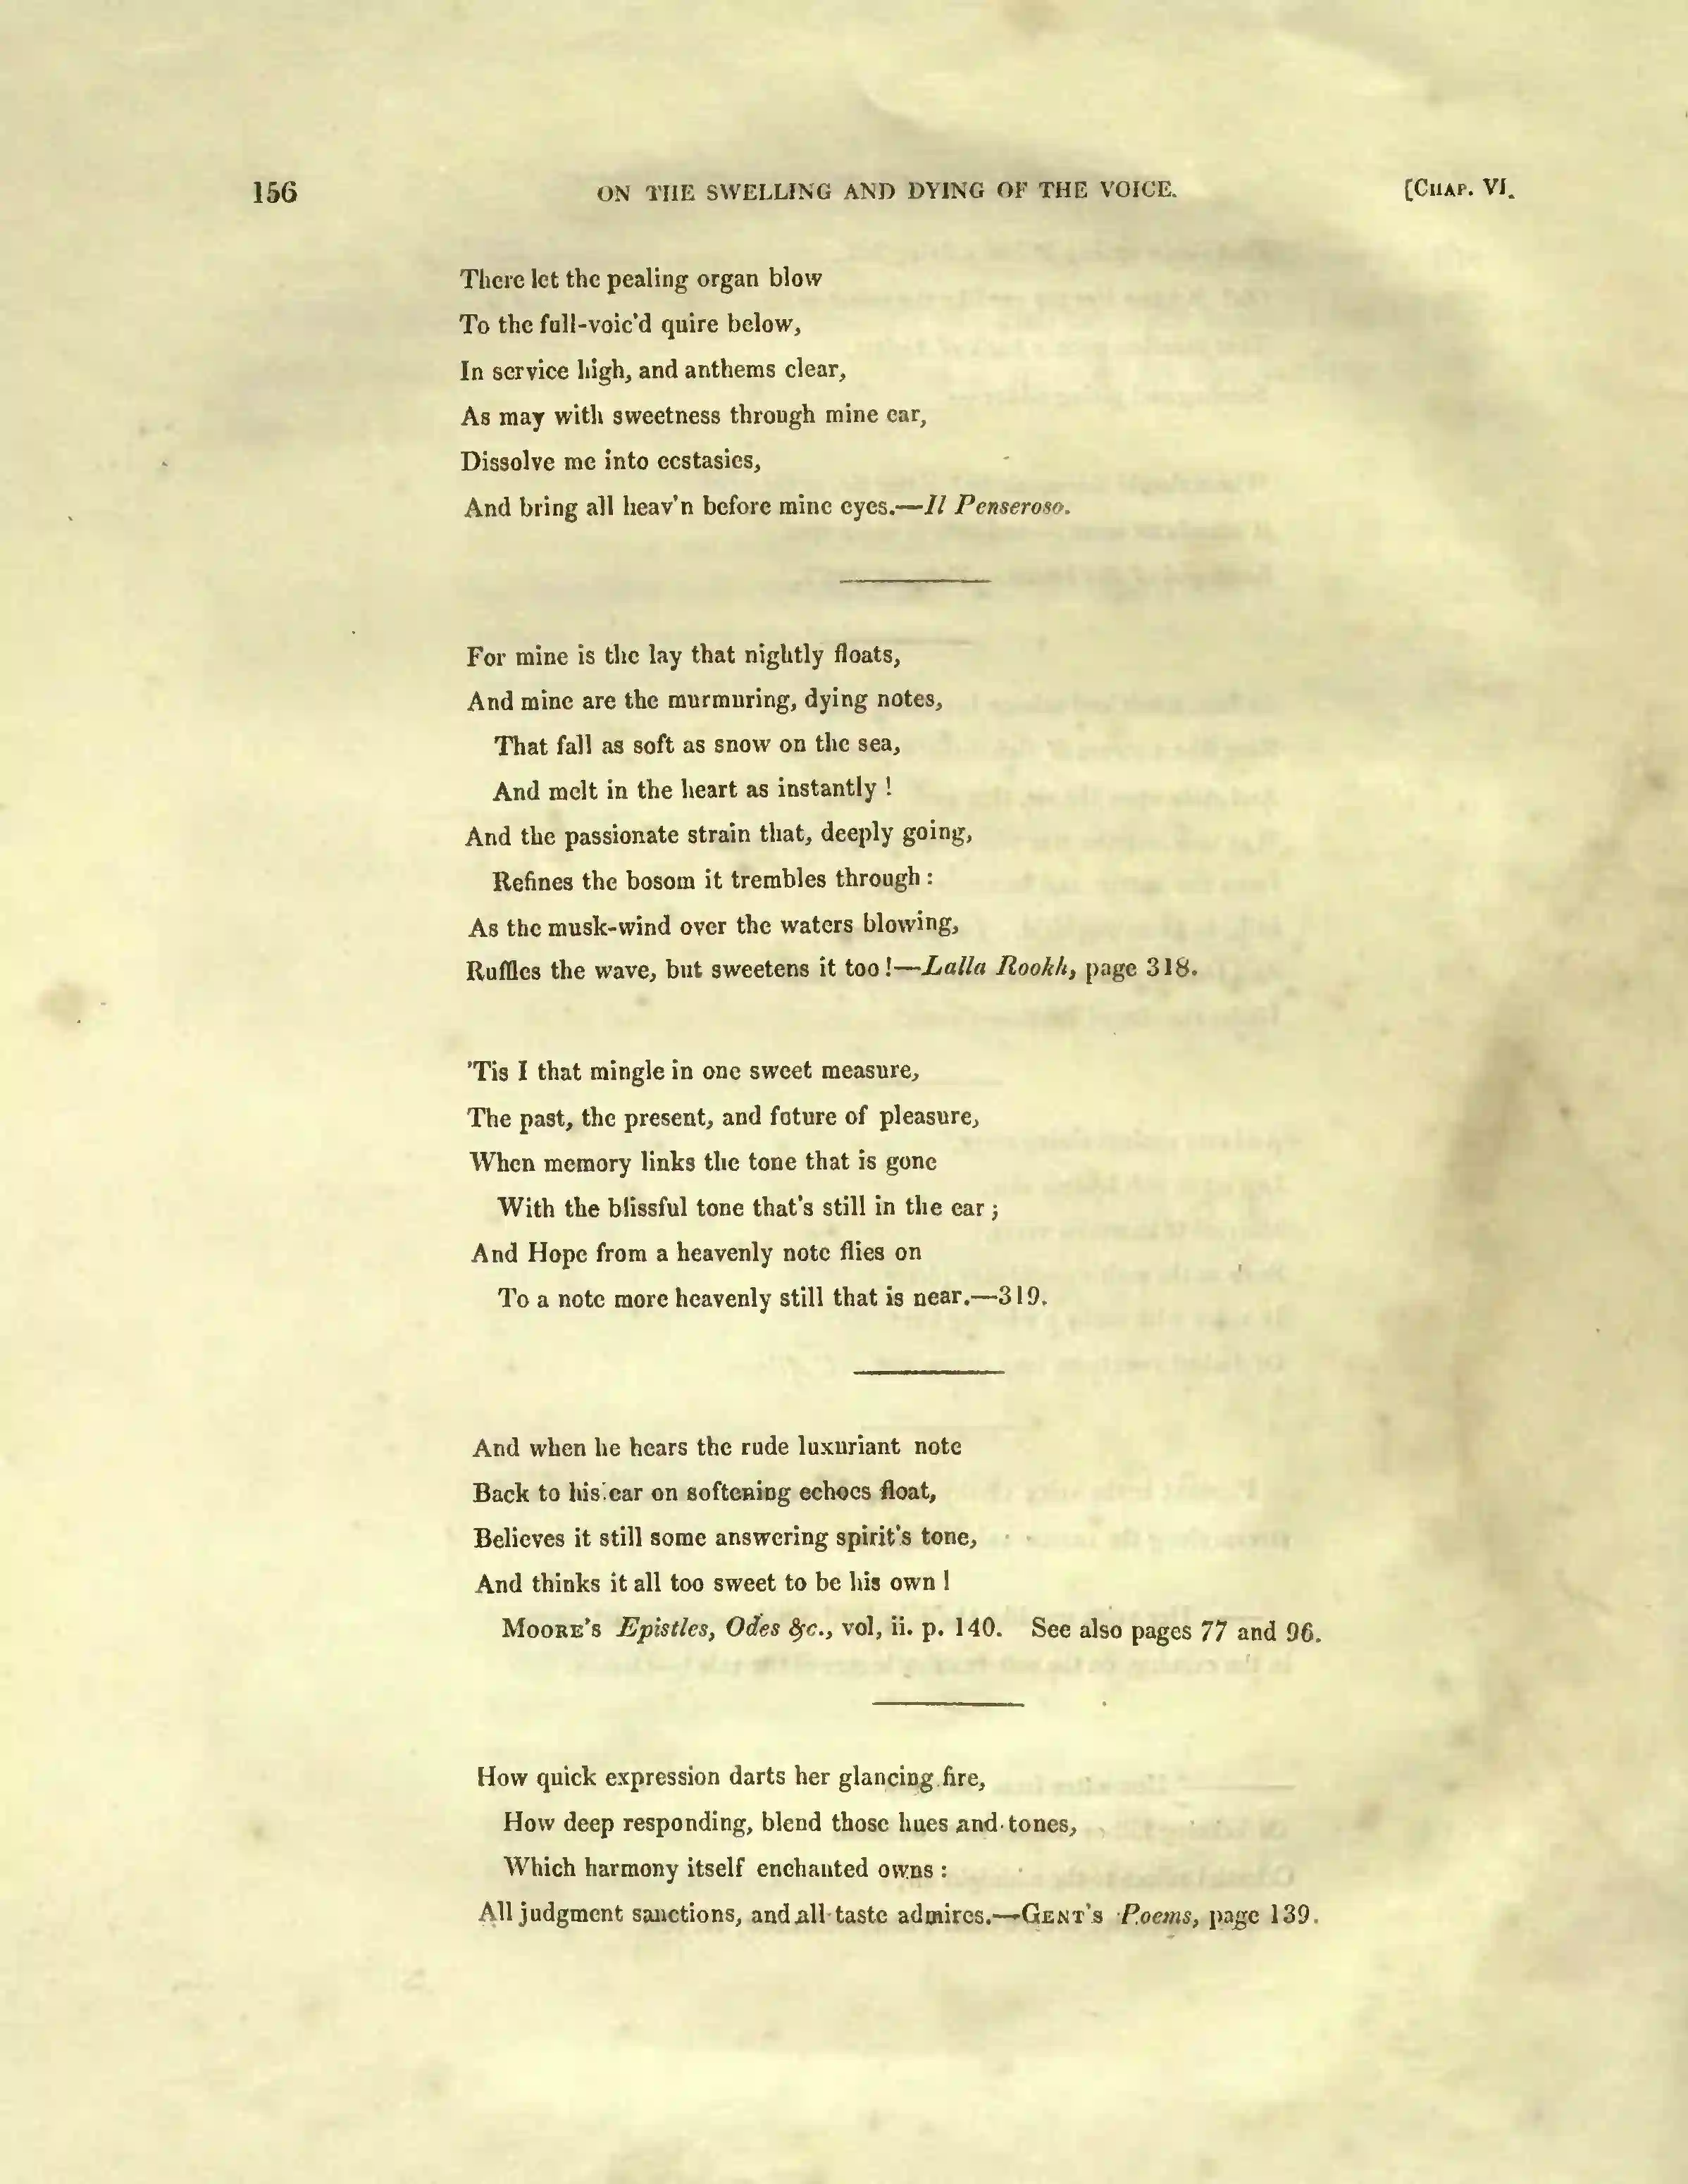 156 ON THE SWELLING AND DYING OF THE VOICE. [CHAP. VI.
There let the pealing organ blow
To the full-voic'd quire below,
In service high, and anthems clear,
As may with sweetness through mine ear,
Dissolve me into ecstasies,
And bring all heav'n before mine eyes.—Il Penseroso.
For mine is the lay that nightly floats,
And mine are the murmuring, dying notes,
That fall as soft as snow on the sea,
And melt in the heart as instantly !
And the passionate strain that, deeply going,
Refines the bosom it trembles through :
As the musk-wind over the waters blowing,
Ruffles the wave, but sweetens it too !—Lalla Rookh, page 318.
'Tis I that mingle in one sweet measure,
The past, the present, and future of pleasure,
When memory links the tone that is gone
With the blissful tone that's still in the ear ;
And Hope from a heavenly note flies on
To a note more heavenly still that is near.—319.
And when he hears the rude luxuriant note
Back to his ear on softening echoes float,
Believes it still some answering spirit's tone,
And thinks it all too sweet to be his own !
MOORE'S Epistles, Odes &c., vol, ii. p. 140. See also pages 77 and 96.
How quick expression darts her glancing fire,
How deep responding, blend those hues and tones,
Which harmony itself enchanted owns :
All judgment sanctions, and all taste admires.—GENT'S Poems, page 139.